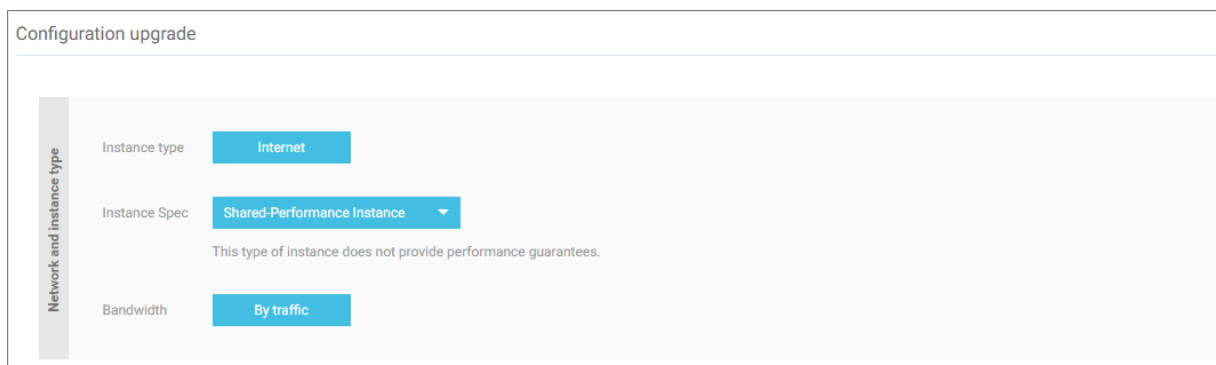 Configuration upgrade
Network and instance type
Instance type
Internet
Instance Spec
Shared-Performance Instance
This type of instance does not provide performance guarantees.
Bandwidth
By traffic